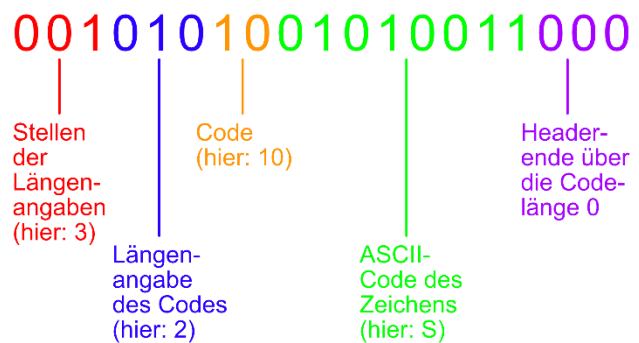 0010101001010011000
Stellen
der
Längen-
angaben
(hier: 3)
Längen-
angabe
des Codes
(hier: 2)
Code
(hier: 10)
ASCII-
Code des
Zeichens
(hier: S)
Header-
ende über
die Code-
länge 0